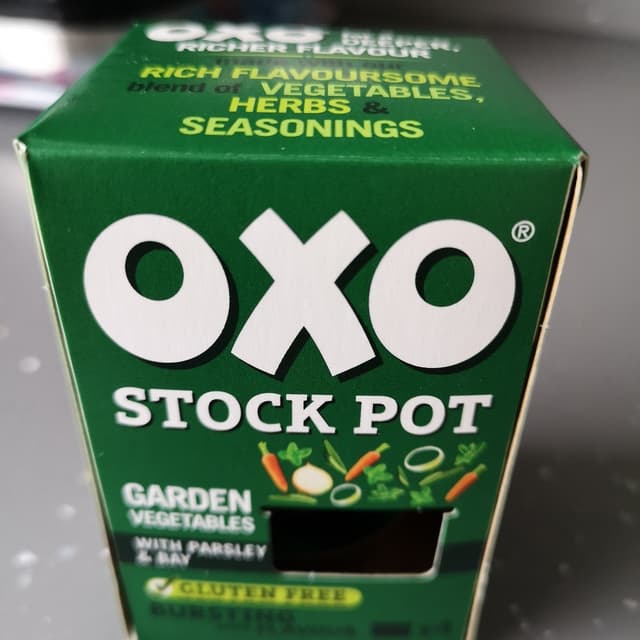 OXO
RICHER FLAVOUR
RICH FLAVOURSOME
blend of VEGETABLES,
HERBS &
SEASONINGS
OXO®
STOCK POT
GARDEN
VEGETABLES
WITH PARSLEY
& BAY
GLUTEN FREE
BURSTING